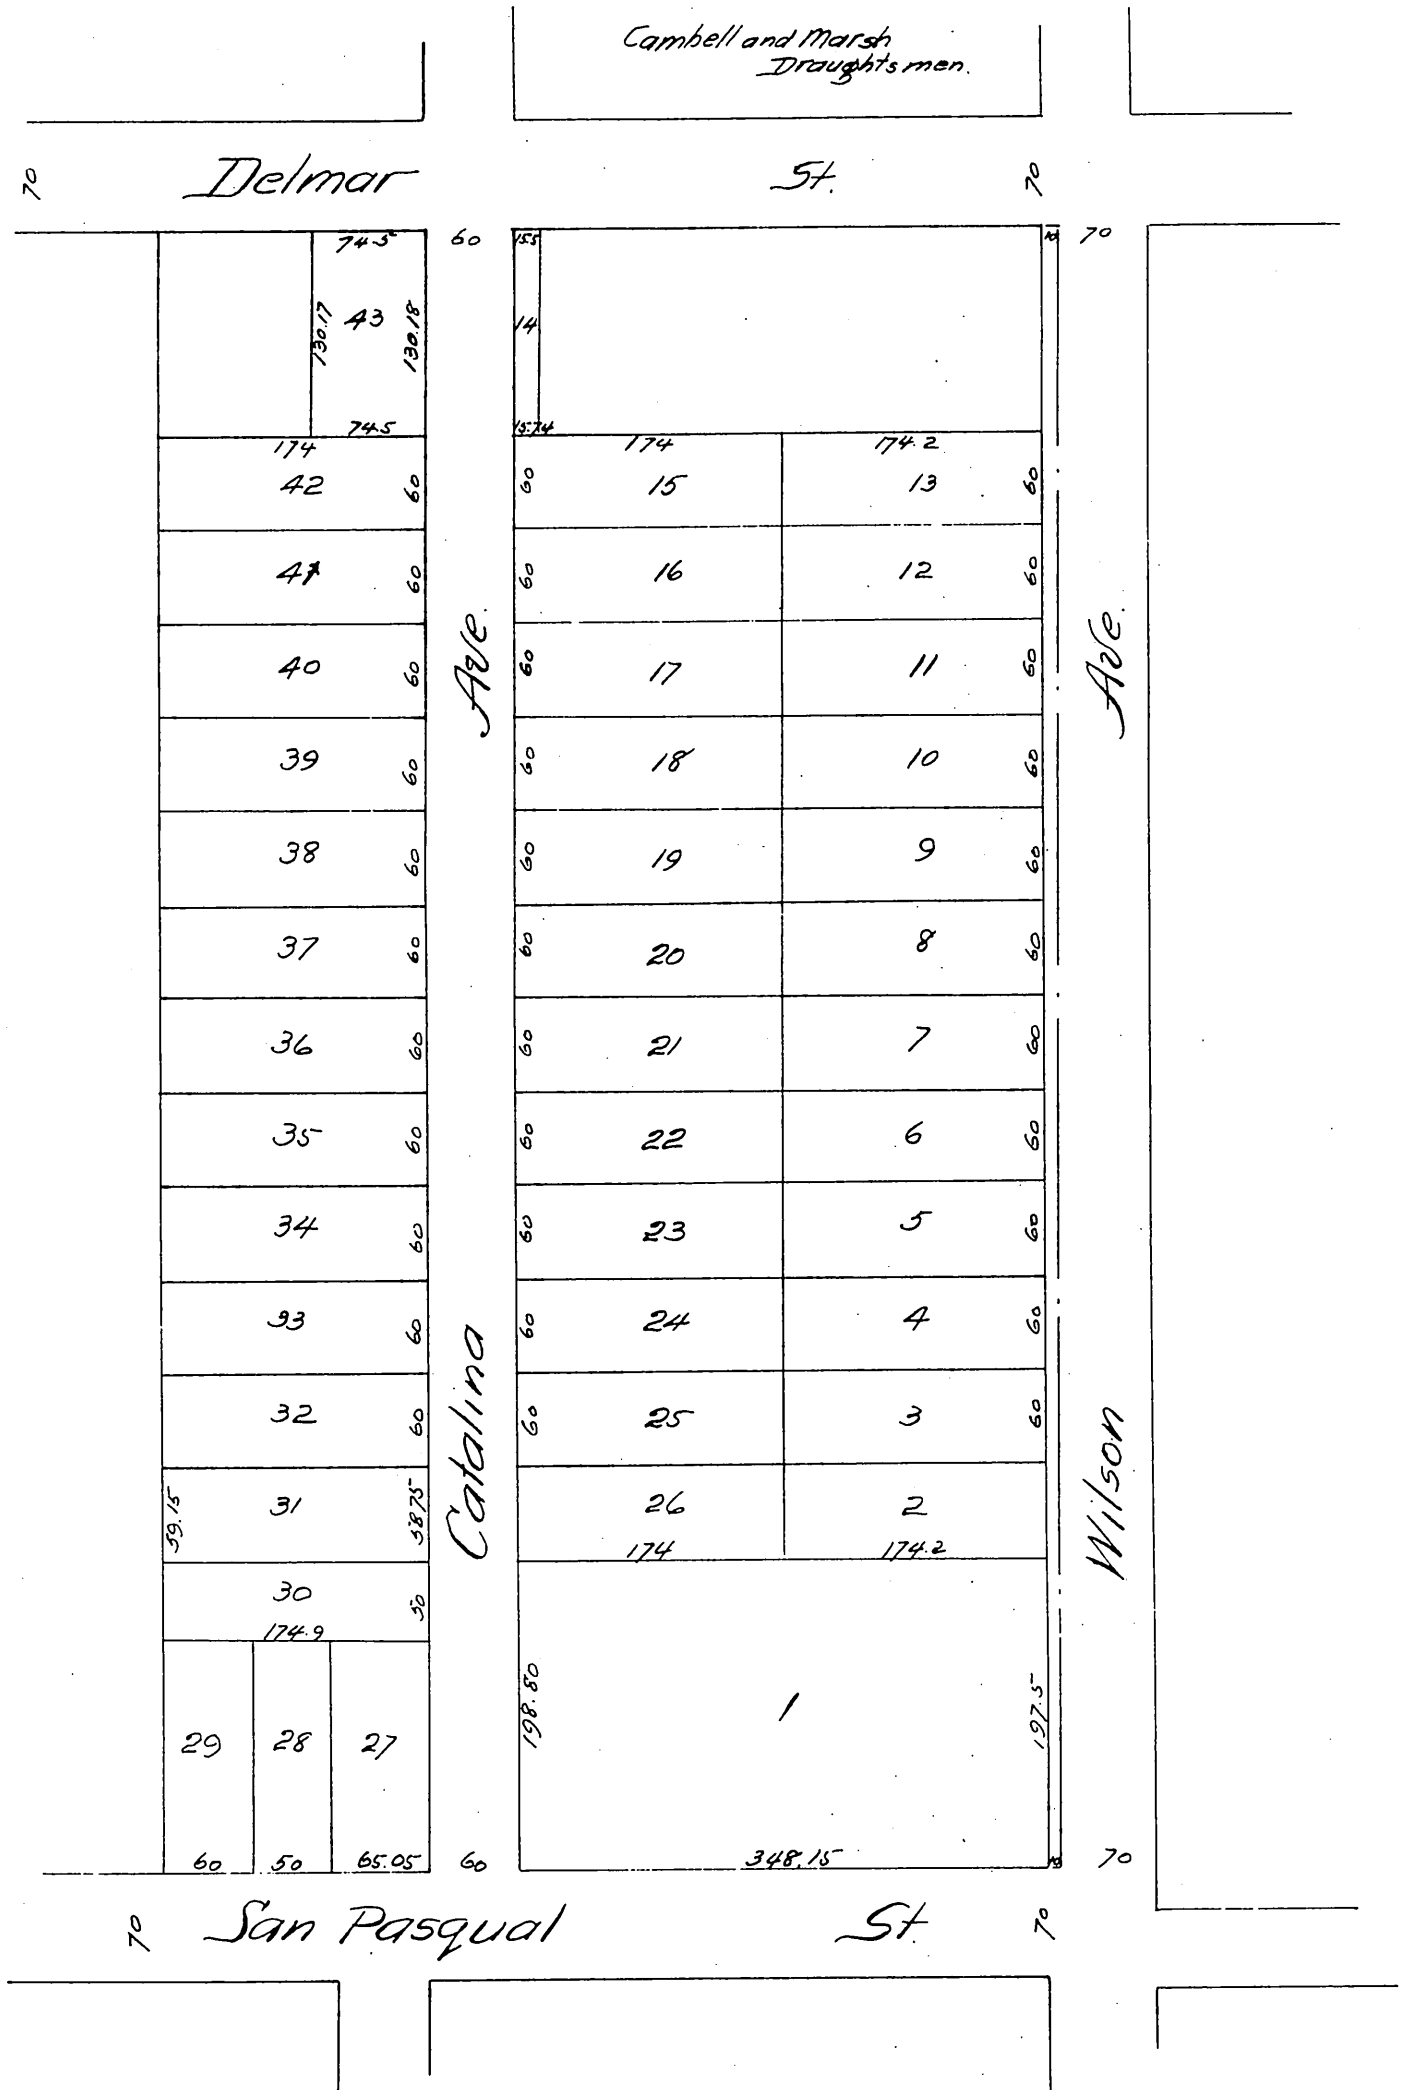 Cambell and Marsh
Draughtsmen.
70 Delmar St. 70
74.5 60 15.5 10 70
130.17 43 130.18 14
74.5 15.74
174 174 174.2
42 60 60 15 13 60
41 60 60 16 12 60
40 60 60 17 11 60
Ave. Ave.
39 60 60 18 10 60
38 60 60 19 9 60
37 60 60 20 8 60
36 60 60 21 7 60
35 60 60 22 6 60
34 60 60 23 5 60
33 60 60 24 4 60
Catalina Wilson
32 60 60 25 3 60
59.15 31 58.75 26 2
174 174.2
30 50
174.9
198.80 1 197.5
29 28 27
60 50 65.05 60 348.15 10 70
70 San Pasqual St. 70